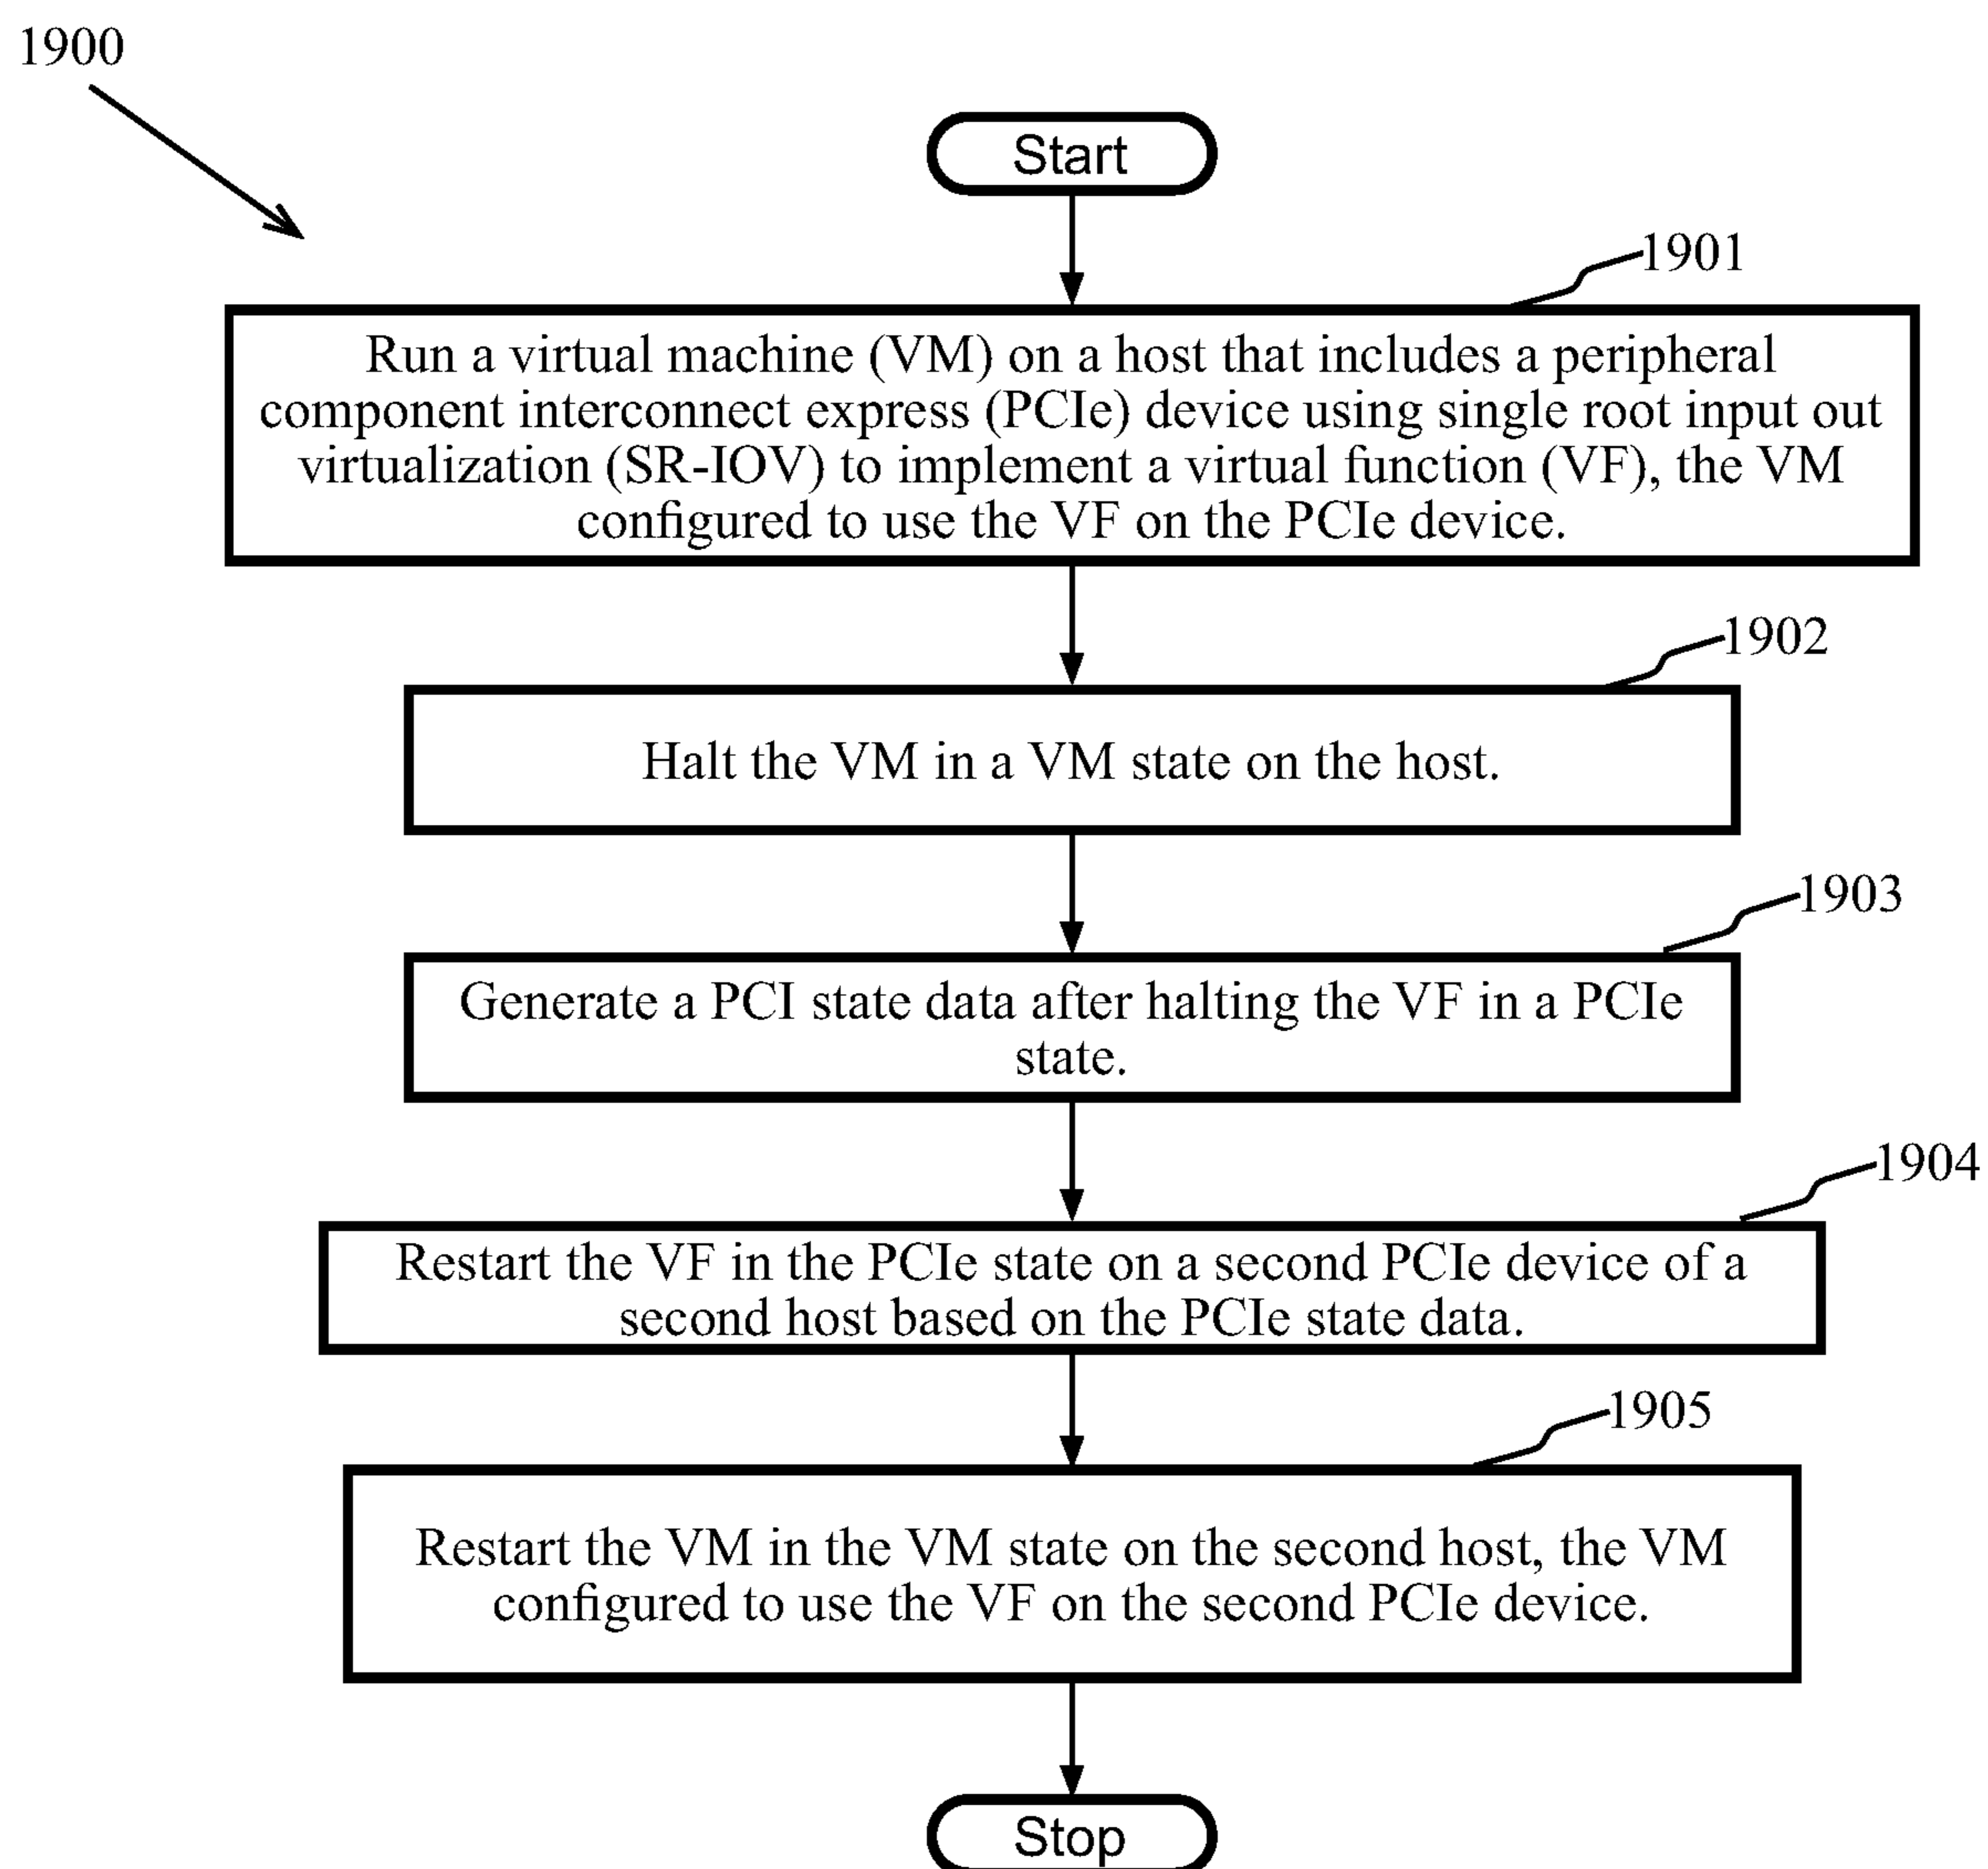 1900
Start
1901
Run a virtual machine (VM) on a host that includes a peripheral
component interconnect express (PCIe) device using single root input out
virtualization (SR-IOV) to implement a virtual function (VF), the VM
configured to use the VF on the PCIe device.
1902
Halt the VM in a VM state on the host.
1903
Generate a PCI state data after halting the VF in a PCIe
state.
1904
Restart the VF in the PCIe state on a second PCIe device of a
second host based on the PCIe state data.
1905
Restart the VM in the VM state on the second host, the VM
configured to use the VF on the second PCIe device.
Stop